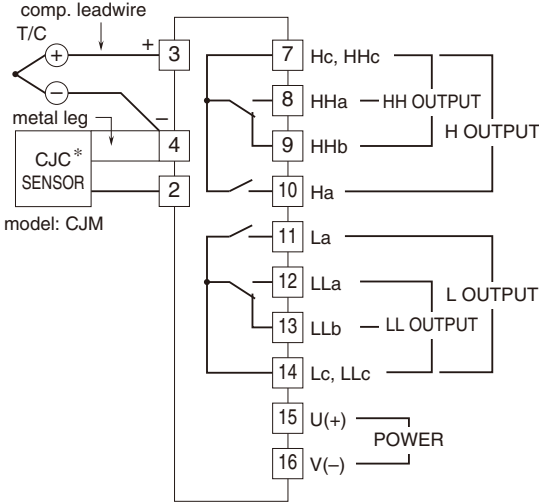 comp. leadwire
T/C
+
–
+ 3
metal leg
– 4
CJC*
SENSOR
2
model: CJM
7 Hc, HHc
8 HHa
HH OUTPUT
9 HHb
H OUTPUT
10 Ha
11 La
12 LLa
L OUTPUT
13 LLb
LL OUTPUT
14 Lc, LLc
15 U(+)
POWER
16 V(–)